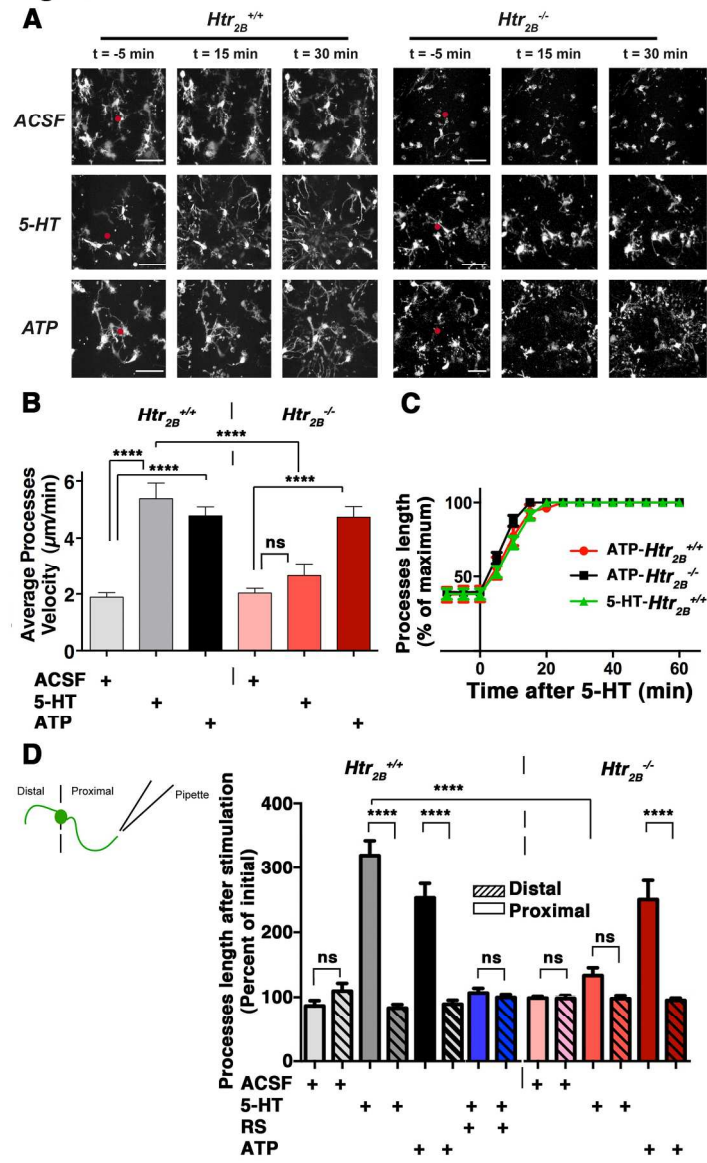 A
Htr2B+/+ Htr2B-/-
t = -5 min t = 15 min t = 30 min t = -5 min t = 15 min t = 30 min
ACSF
5-HT
ATP
B
Htr2B+/+ | Htr2B-/-
****
**** ****
**** ns
Average Processes Velocity (µm/min)
6
4
2
0
ACSF + | +
5-HT + +
ATP + +
C
Processes length (% of maximum)
100
50
0 20 40 60
Time after 5-HT (min)
ATP-Htr2B+/+
ATP-Htr2B-/-
5-HT-Htr2B+/+
D
Distal | Proximal Pipette
Htr2B+/+ | Htr2B-/-
****
**** **** ****
Distal
Proximal
ns ns ns ns
Processes length after stimulation (Percent of initial)
400
300
200
100
0
ACSF + + | + +
5-HT + + + + + +
RS + +
ATP + + + +